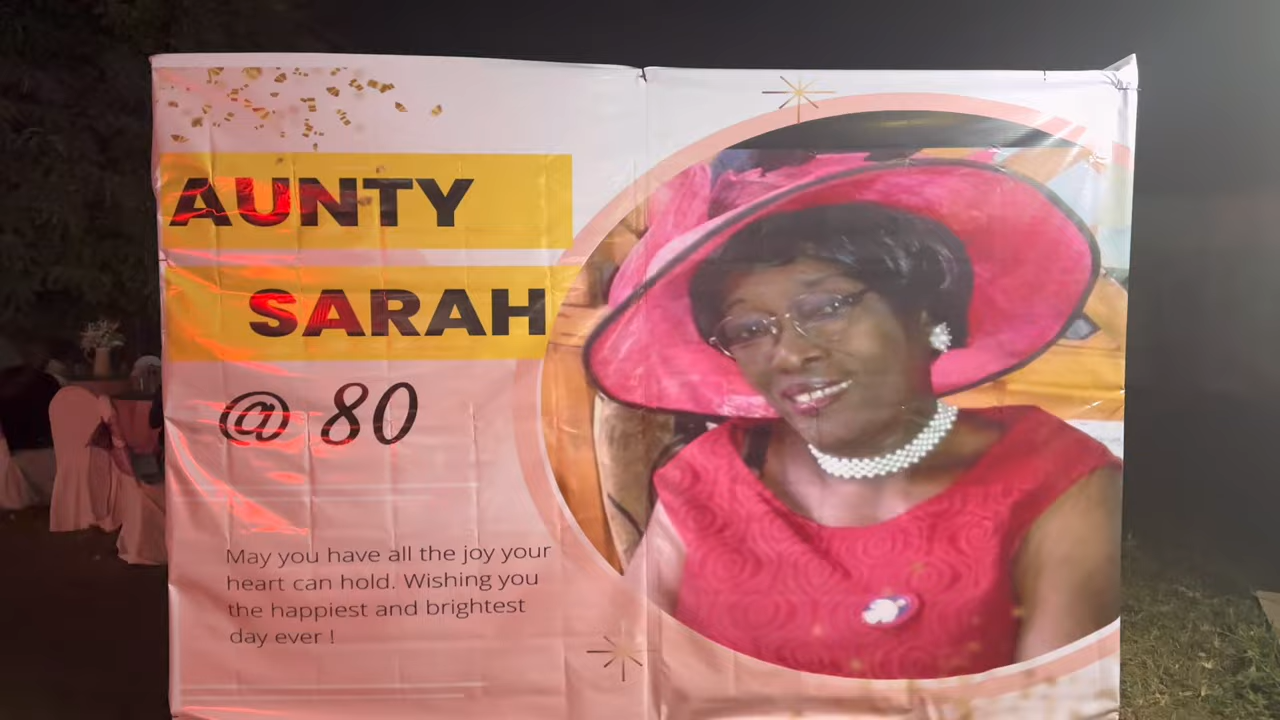 AUNTY
SARAH
@ 80
May you have all the joy your
heart can hold. Wishing you
the happiest and brightest
day ever !